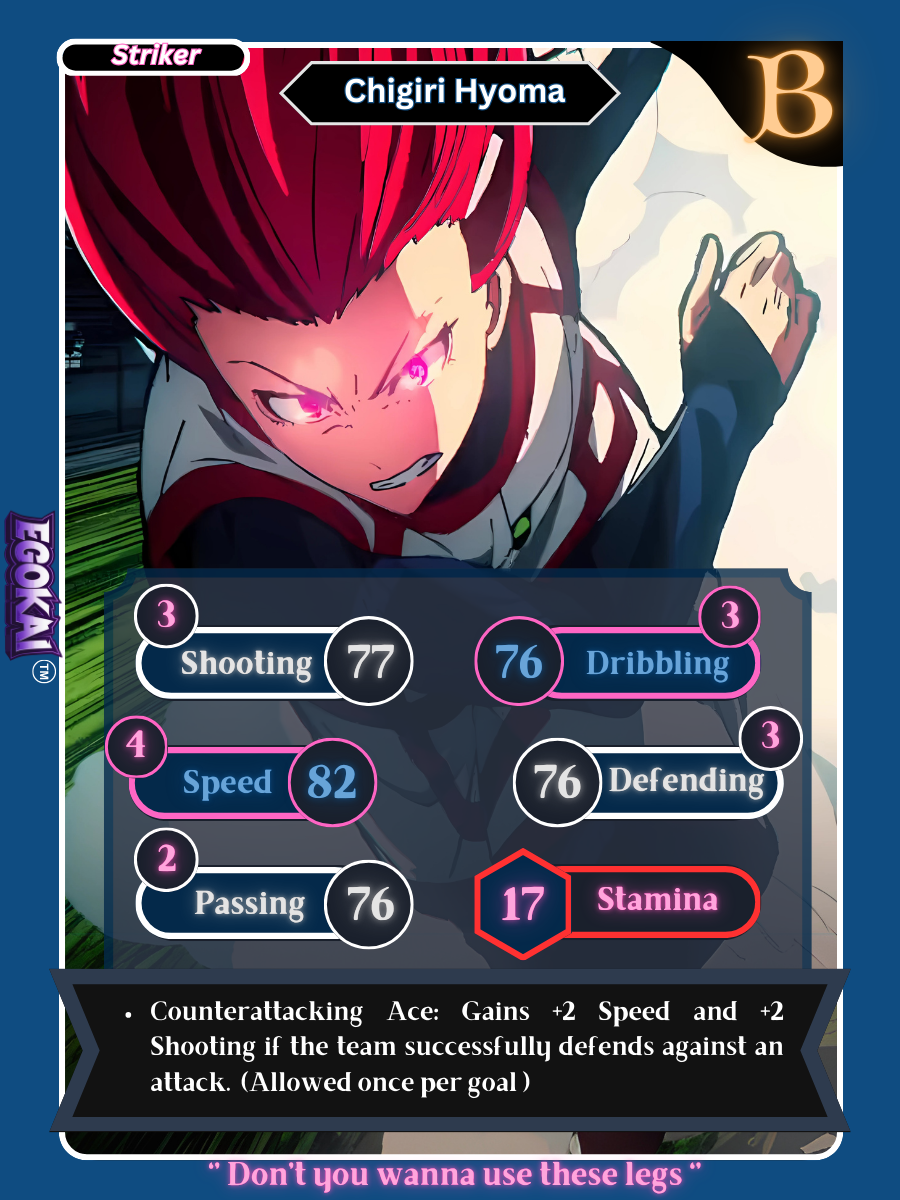 Striker
Chigiri Hyoma
B
EGOKAI
TM
3
Shooting 77
3
76 Dribbling
4
Speed 82
3
76 Defending
2
Passing 76
17 Stamina
• Counterattacking Ace: Gains +2 Speed and +2
Shooting if the team successfully defends against an
attack. (Allowed once per goal )
“ Don't you wanna use these legs “